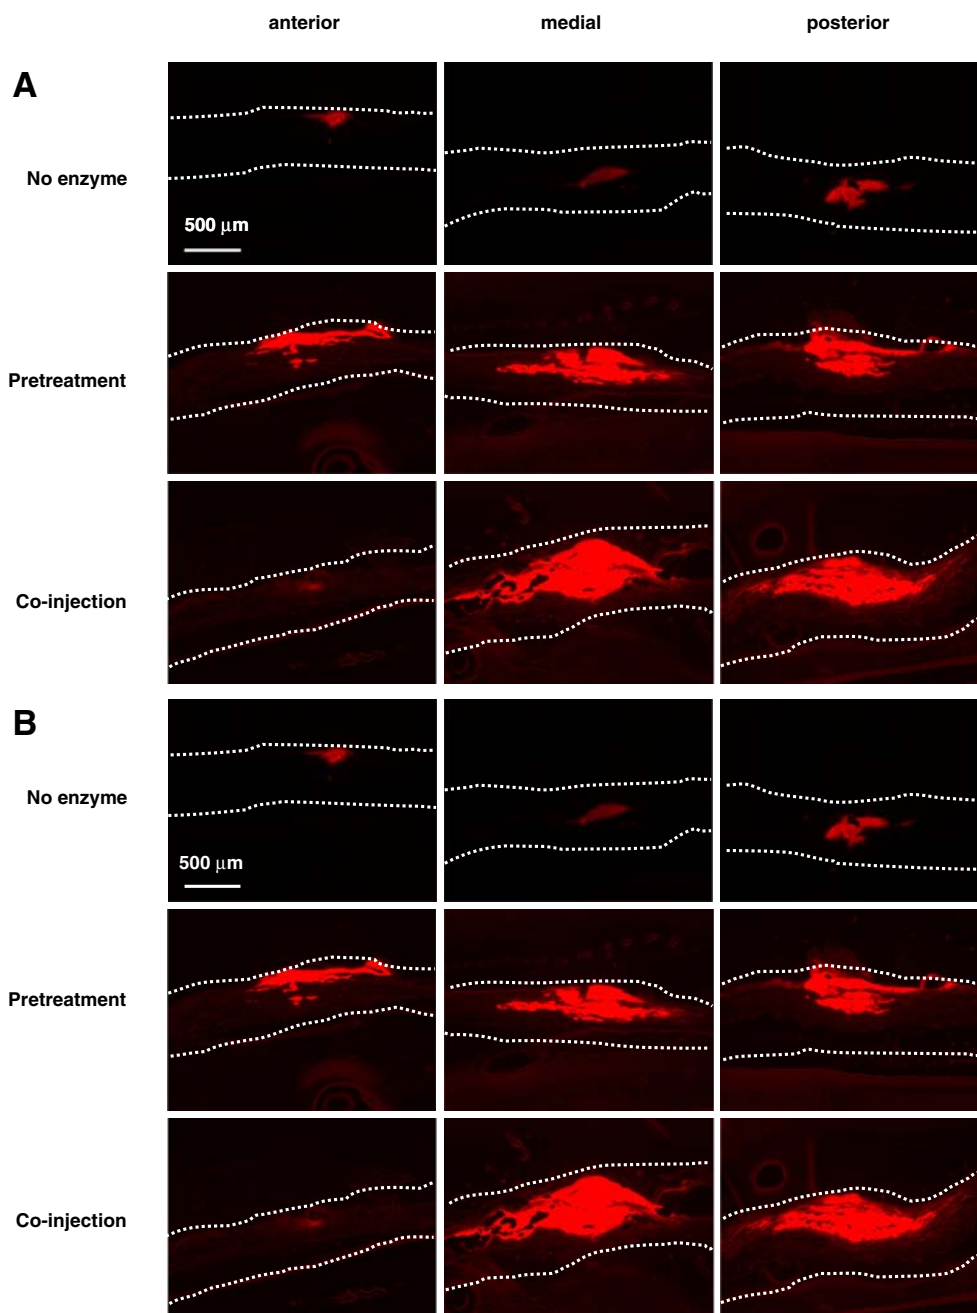 anterior medial posterior
A
No enzyme
500 μm
Pretreatment
Co-injection
B
No enzyme
500 μm
Pretreatment
Co-injection